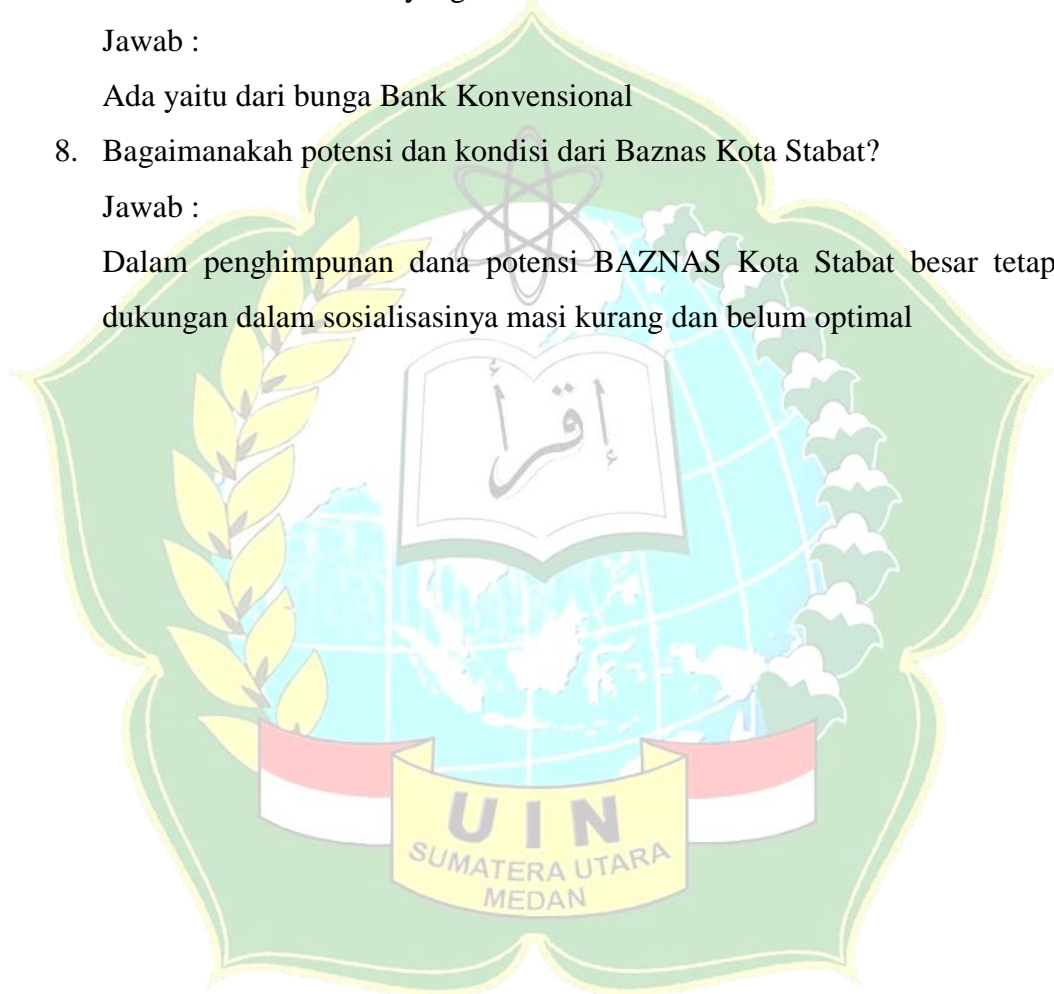 Jawab :
Ada yaitu dari bunga Bank Konvensional
8. Bagaimanakah potensi dan kondisi dari Baznas Kota Stabat?
Jawab :
Dalam penghimpunan dana potensi BAZNAS Kota Stabat besar tetap
dukungan dalam sosialisasinya masi kurang dan belum optimal
إقرأ
UIN
SUMATERA UTARA
MEDAN